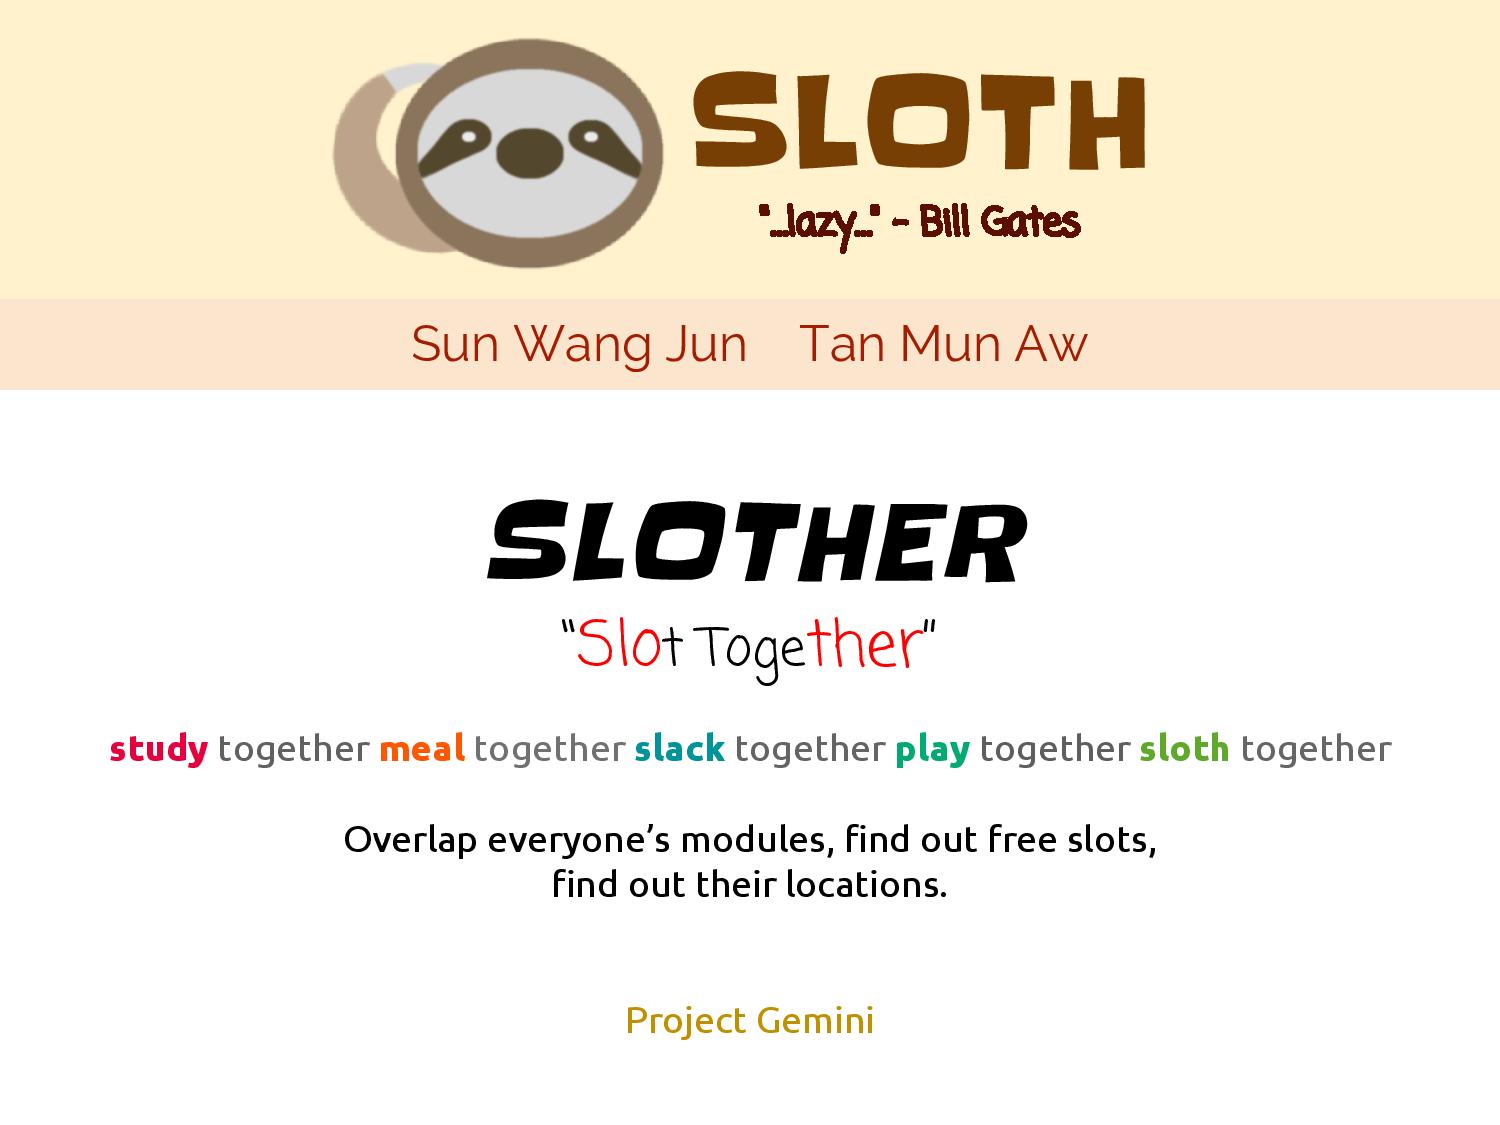 SLOTH
"...lazy..." - Bill Gates
Sun Wang Jun Tan Mun Aw
SLOTHER
"Slot Together"
study together meal together slack together play together sloth together
Overlap everyone’s modules, find out free slots,
find out their locations.
Project Gemini